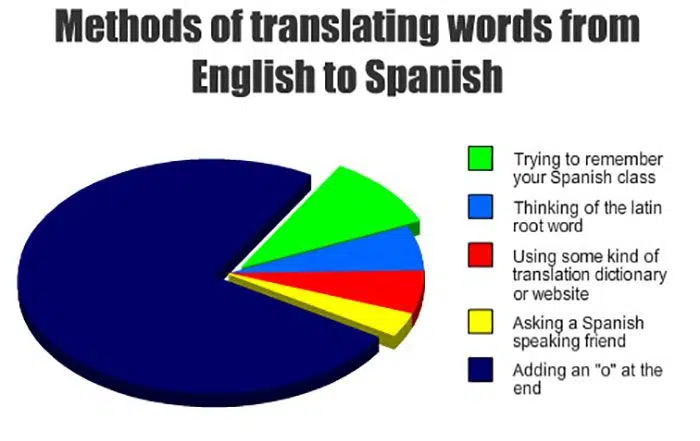 Methods of translating words from
English to Spanish
Trying to remember
your Spanish class
Thinking of the latin
root word
Using some kind of
translation dictionary
or website
Asking a Spanish
speaking friend
Adding an "o" at the
end